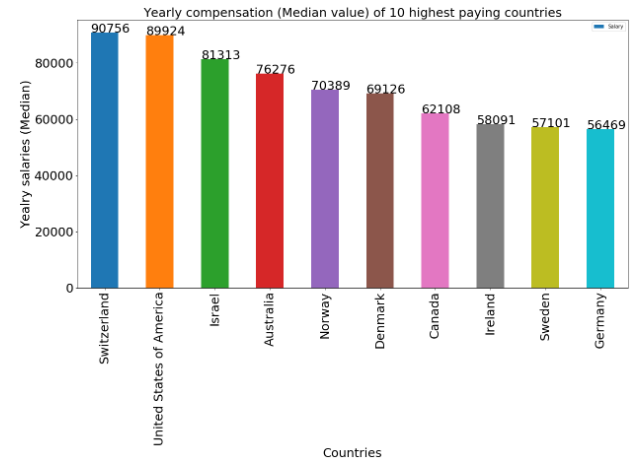 Yearly compensation (Median value) of 10 highest paying countries
Salary
90756
89924
81313
76276
70389
69126
62108
58091
57101
56469
80000
60000
40000
20000
0
Yealry salaries (Median)
Switzerland
United States of America
Israel
Australia
Norway
Denmark
Canada
Ireland
Sweden
Germany
Countries